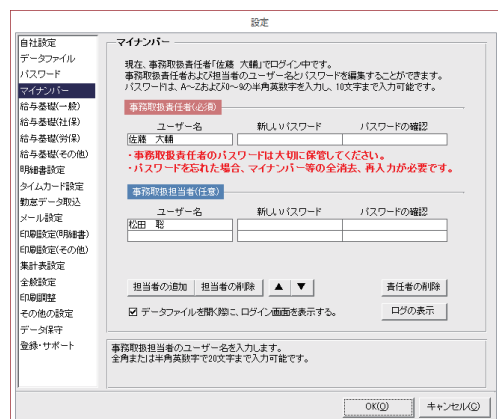 設定
自社設定
データファイル
パスワード
マイナンバー
給与基礎(一般)
給与基礎(社保)
給与基礎(労保)
給与基礎(その他)
明細書設定
タイムカード設定
勤怠データ取込
メール設定
印刷設定(明細書)
印刷設定(その他)
集計表設定
全般設定
印刷調整
その他の設定
データ保守
登録・サポート
マイナンバー
現在、事務取扱責任者「佐藤 大輔」でログイン中です。
事務取扱責任者および担当者のユーザー名とパスワードを編集することができます。
パスワードは、A~Zおよび0~9の半角英数字を入力し、10文字まで入力可能です。
事務取扱責任者(必須)
ユーザー名 新しいパスワード パスワードの確認
佐藤 大輔
・事務取扱責任者のパスワードは大切に保管してください。
・パスワードを忘れた場合、マイナンバー等の全消去、再入力が必要です。
事務取扱担当者(任意)
ユーザー名 新しいパスワード パスワードの確認
松田 聡
担当者の追加 担当者の削除 ▲ ▼ 責任者の削除
データファイルを開く際に、ログイン画面を表示する。 ログの表示
事務取扱担当者のユーザー名を入力します。
全角または半角英数字で20文字まで入力可能です。
OK(O) キャンセル(C)